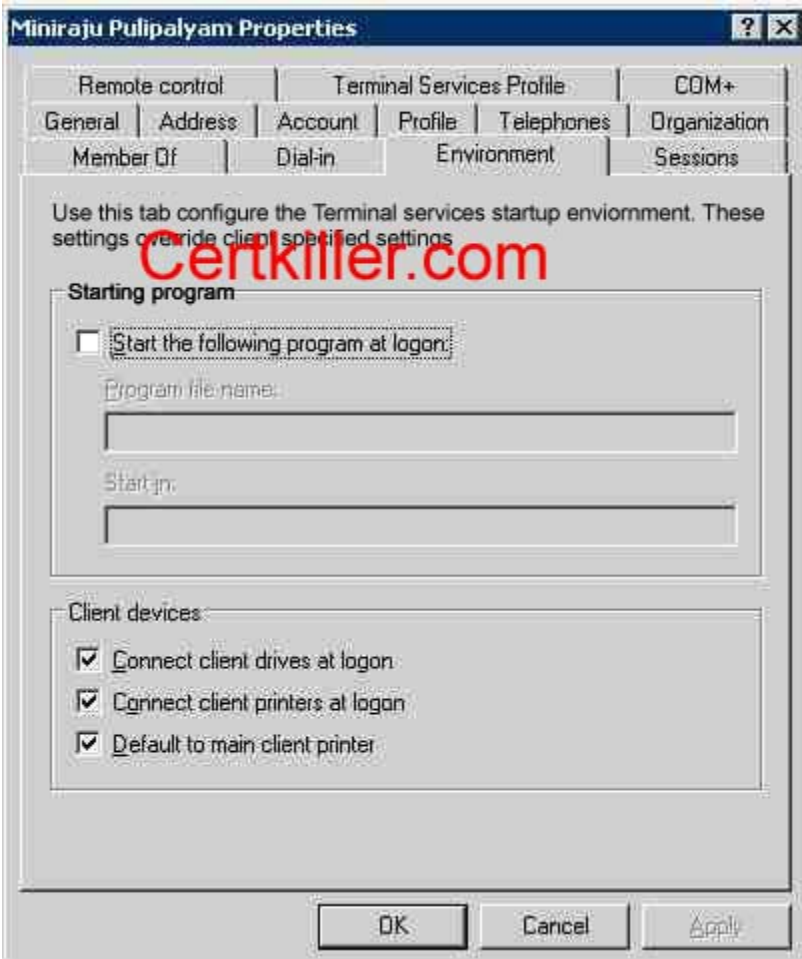 Miniraju Pulipalyam Properties
Remote control Terminal Services Profile COM+
General Address Account Profile Telephones Organization
Member Of Dial-in Environment Sessions
Use this tab configure the Terminal services startup enviornment. These
settings override client specified settings
Certkiller.com
Starting program
Start the following program at logon:
Program file name:
Start in:
Client devices
Connect client drives at logon
Connect client printers at logon
Default to main client printer
OK Cancel Apply